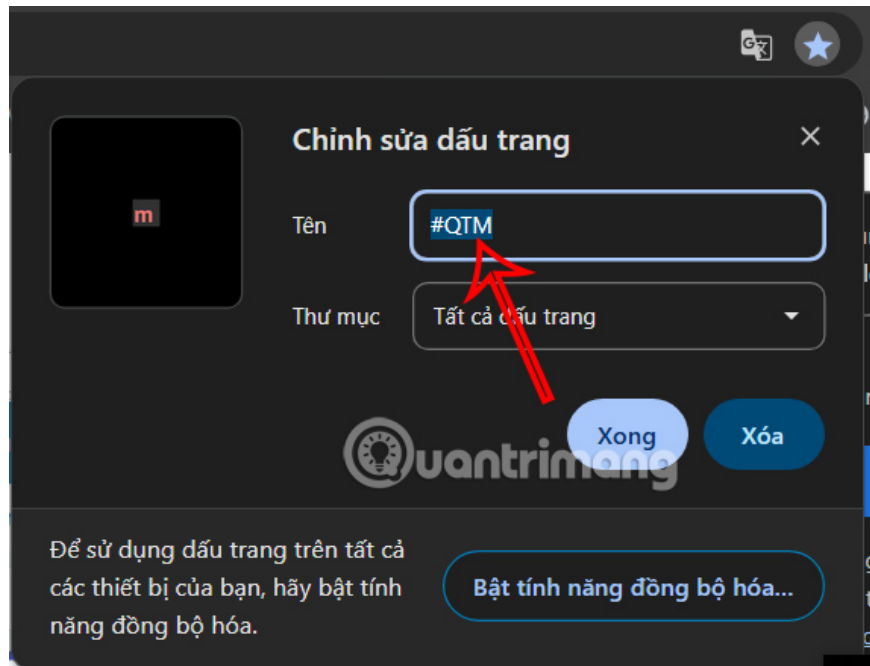 Chỉnh sửa dấu trang
m
Tên
#QTM
Thư mục
Tất cả dấu trang
Xong
Xóa
Quantrimang
Để sử dụng dấu trang trên tất cả
các thiết bị của bạn, hãy bật tính
năng đồng bộ hóa.
Bật tính năng đồng bộ hóa...